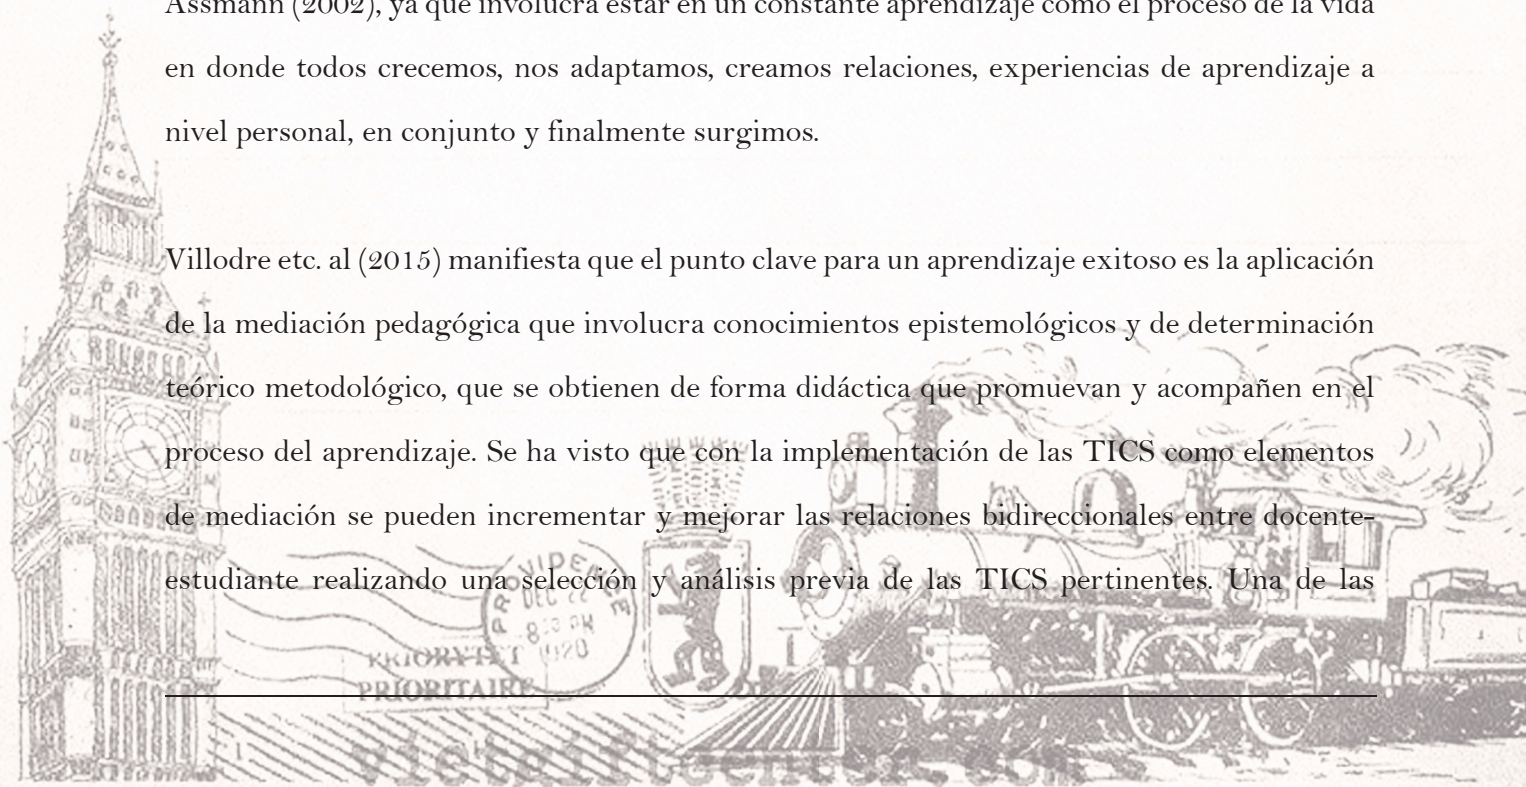 Assmann (2002), ya que involucra estar en un constante aprendizaje como el proceso de la vida
en donde todos crecemos, nos adaptamos, creamos relaciones, experiencias de aprendizaje a
nivel personal, en conjunto y finalmente surgimos.
Villodre etc. al (2015) manifiesta que el punto clave para un aprendizaje exitoso es la aplicación
de la mediación pedagógica que involucra conocimientos epistemológicos y de determinación
teórico metodológico, que se obtienen de forma didáctica que promuevan y acompañen en el
proceso del aprendizaje. Se ha visto que con la implementación de las TICS como elementos
de mediación se pueden incrementar y mejorar las relaciones bidireccionales entre docente-
estudiante realizando una selección y análisis previa de las TICS pertinentes. Una de las
PROVIDENCE
DEC 22
1920
PRIORYTET
PRIORITAIRE